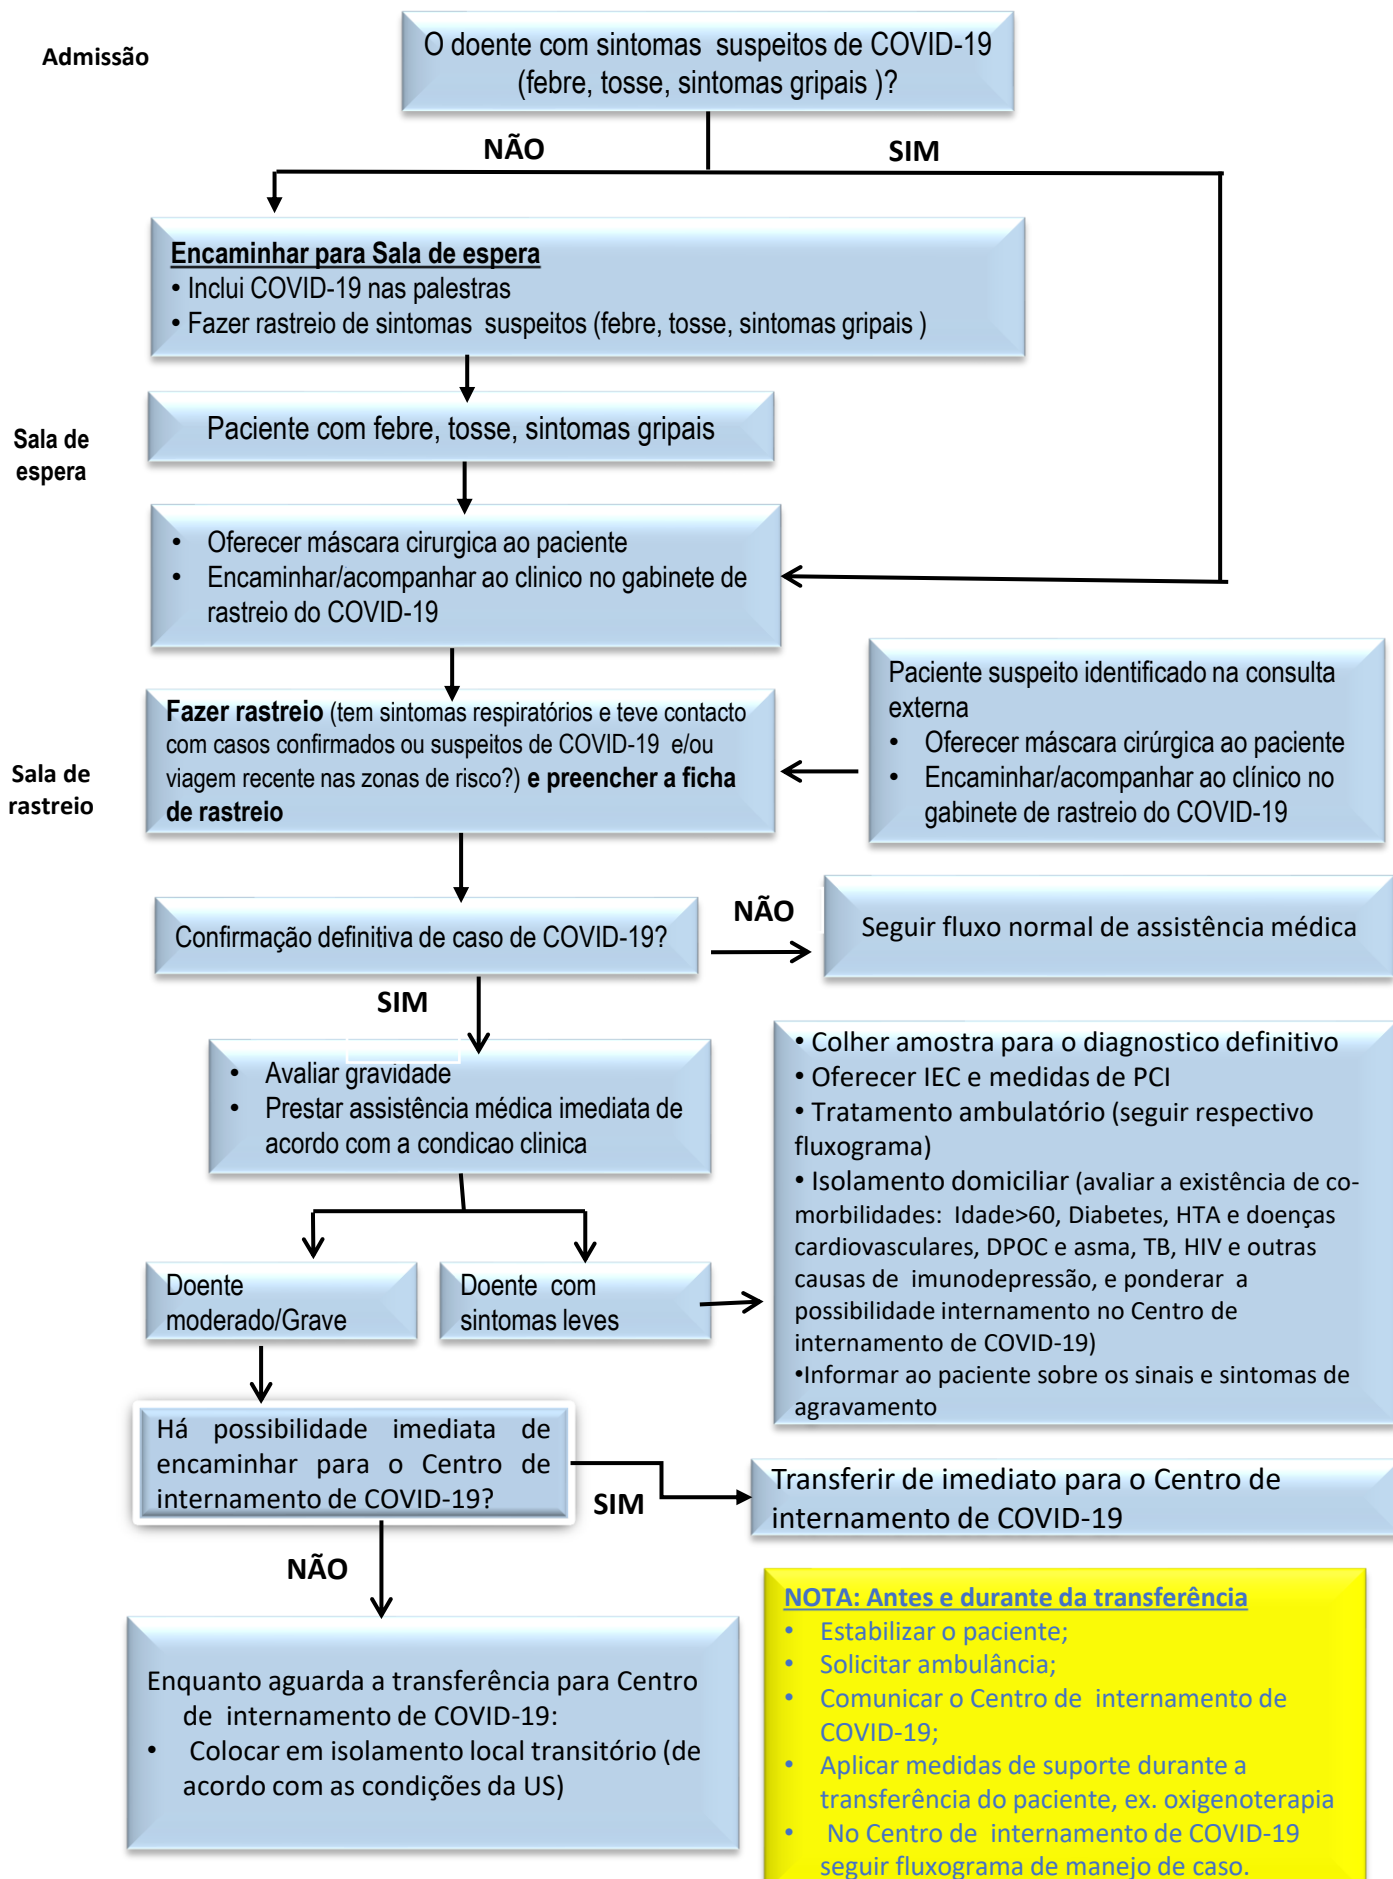 Admissão
O doente com sintomas suspeitos de COVID-19
(febre, tosse, sintomas gripais )?
NÃO
SIM
Encaminhar para Sala de espera
• Inclui COVID-19 nas palestras
• Fazer rastreio de sintomas suspeitos (febre, tosse, sintomas gripais )
Sala de
espera
Paciente com febre, tosse, sintomas gripais
• Oferecer máscara cirurgica ao paciente
• Encaminhar/acompanhar ao clinico no gabinete de
rastreio do COVID-19
Sala de
rastreio
Fazer rastreio (tem sintomas respiratórios e teve contacto
com casos confirmados ou suspeitos de COVID-19 e/ou
viagem recente nas zonas de risco?) e preencher a ficha
de rastreio
Paciente suspeito identificado na consulta
externa
• Oferecer máscara cirúrgica ao paciente
• Encaminhar/acompanhar ao clínico no
gabinete de rastreio do COVID-19
Confirmação definitiva de caso de COVID-19?
NÃO
Seguir fluxo normal de assistência médica
SIM
• Avaliar gravidade
• Prestar assistência médica imediata de
acordo com a condicao clinica
• Colher amostra para o diagnostico definitivo
• Oferecer IEC e medidas de PCI
• Tratamento ambulatório (seguir respectivo
fluxograma)
• Isolamento domiciliar (avaliar a existência de co-
morbilidades: Idade>60, Diabetes, HTA e doenças
cardiovasculares, DPOC e asma, TB, HIV e outras
causas de imunodepressão, e ponderar a
possibilidade internamento no Centro de
internamento de COVID-19)
•Informar ao paciente sobre os sinais e sintomas de
agravamento
Doente
moderado/Grave
Doente com
sintomas leves
Há possibilidade imediata de
encaminhar para o Centro de
internamento de COVID-19?
SIM
Transferir de imediato para o Centro de
internamento de COVID-19
NÃO
Enquanto aguarda a transferência para Centro
de internamento de COVID-19:
• Colocar em isolamento local transitório (de
acordo com as condições da US)
NOTA: Antes e durante da transferência
• Estabilizar o paciente;
• Solicitar ambulância;
• Comunicar o Centro de internamento de
COVID-19;
• Aplicar medidas de suporte durante a
transferência do paciente, ex. oxigenoterapia
• No Centro de internamento de COVID-19
seguir fluxograma de manejo de caso.